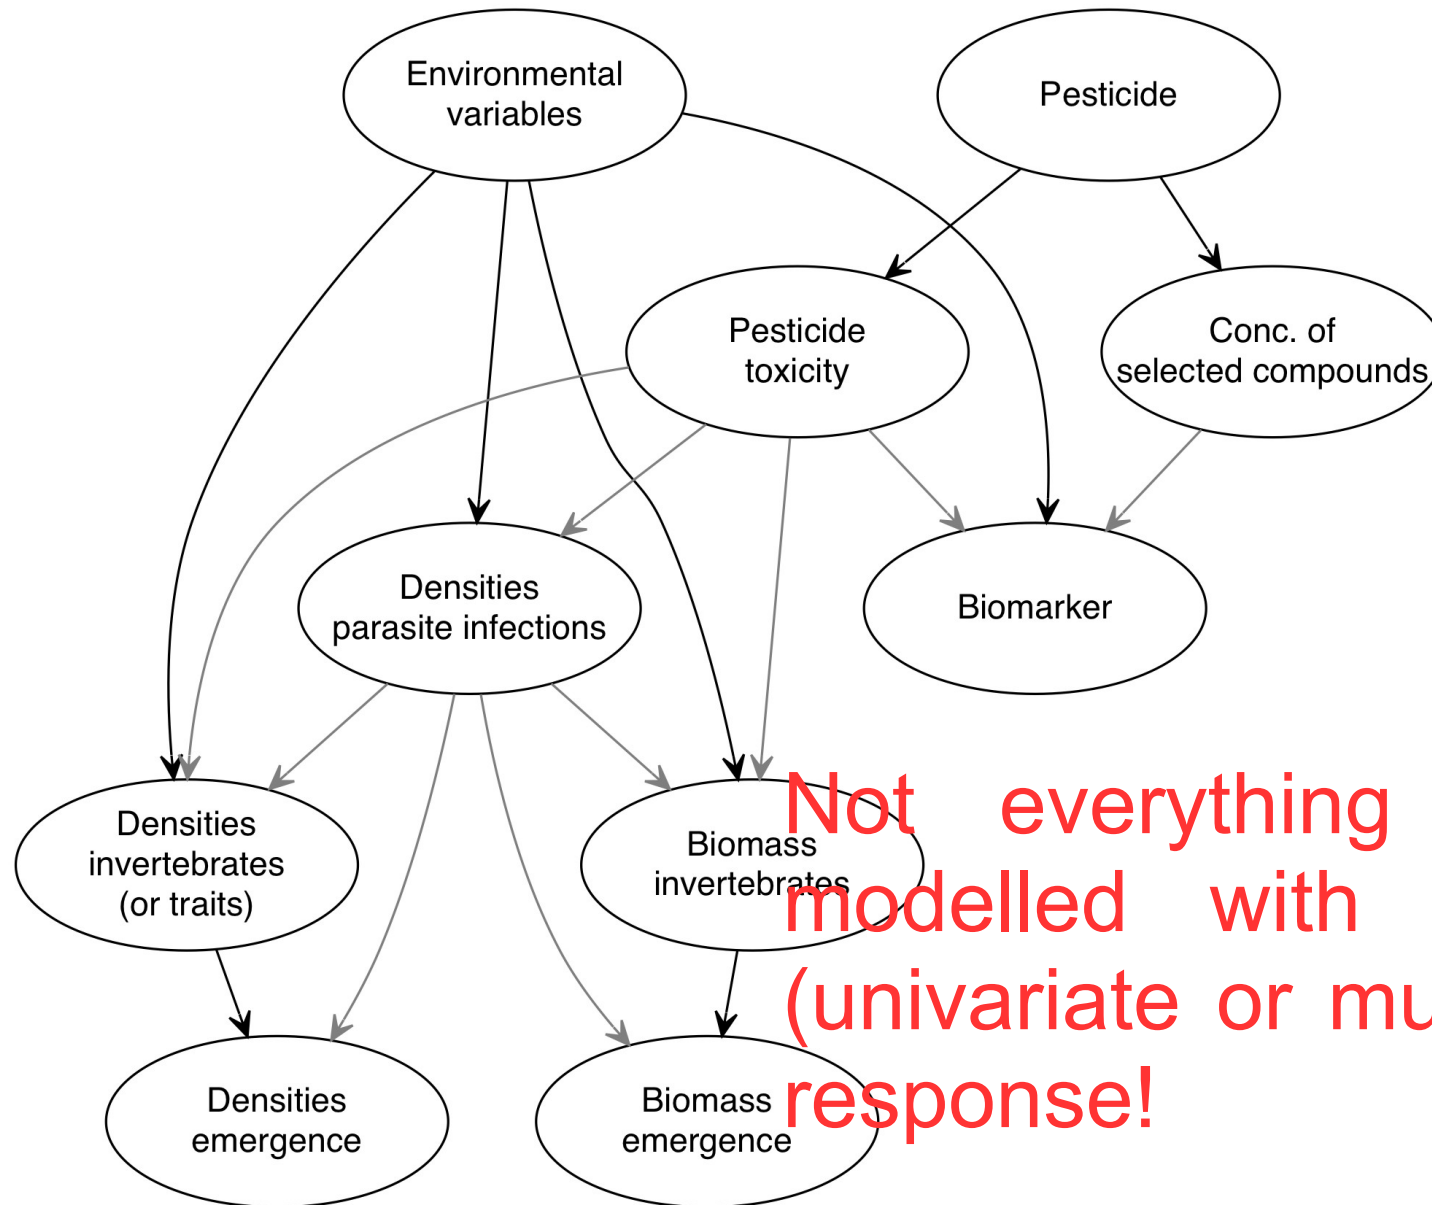 Environmental
variables
Pesticide
Pesticide
toxicity
Conc. of
selected compounds
Densities
parasite infections
Biomarker
Densities
invertebrates
(or traits)
Biomass
invertebrates
Not everything
modelled with
(univariate or mu
response!
Densities
emergence
Biomass
emergence